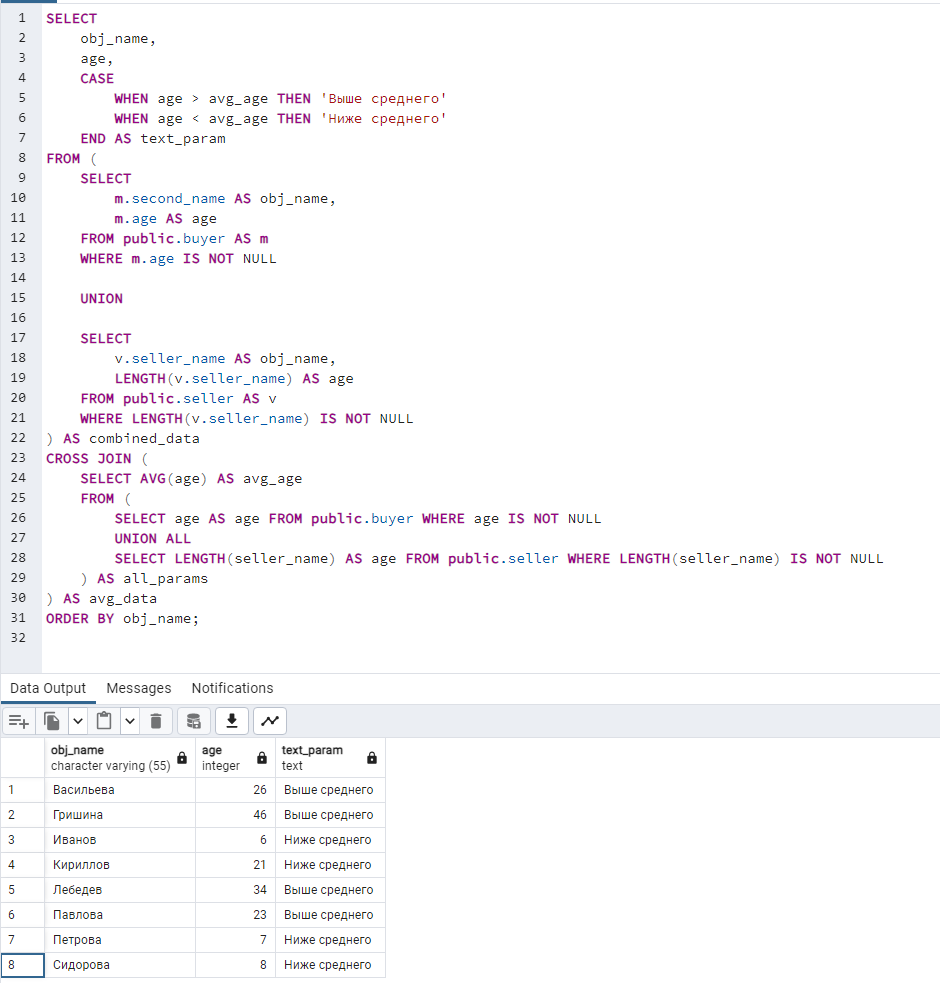 1 SELECT
2 obj_name,
3 age,
4 CASE
5 WHEN age > avg_age THEN 'Выше среднего'
6 WHEN age < avg_age THEN 'Ниже среднего'
7 END AS text_param
8 FROM (
9 SELECT
10 m.second_name AS obj_name,
11 m.age AS age
12 FROM public.buyer AS m
13 WHERE m.age IS NOT NULL
14
15 UNION
16
17 SELECT
18 v.seller_name AS obj_name,
19 LENGTH(v.seller_name) AS age
20 FROM public.seller AS v
21 WHERE LENGTH(v.seller_name) IS NOT NULL
22 ) AS combined_data
23 CROSS JOIN (
24 SELECT AVG(age) AS avg_age
25 FROM (
26 SELECT age AS age FROM public.buyer WHERE age IS NOT NULL
27 UNION ALL
28 SELECT LENGTH(seller_name) AS age FROM public.seller WHERE LENGTH(seller_name) IS NOT NULL
29 ) AS all_params
30 ) AS avg_data
31 ORDER BY obj_name;
32
Data Output Messages Notifications
obj_name age text_param
character varying (55) integer text
1 Васильева 26 Выше среднего
2 Гришина 46 Выше среднего
3 Иванов 6 Ниже среднего
4 Кириллов 21 Ниже среднего
5 Лебедев 34 Выше среднего
6 Павлова 23 Выше среднего
7 Петрова 7 Ниже среднего
8 Сидорова 8 Ниже среднего